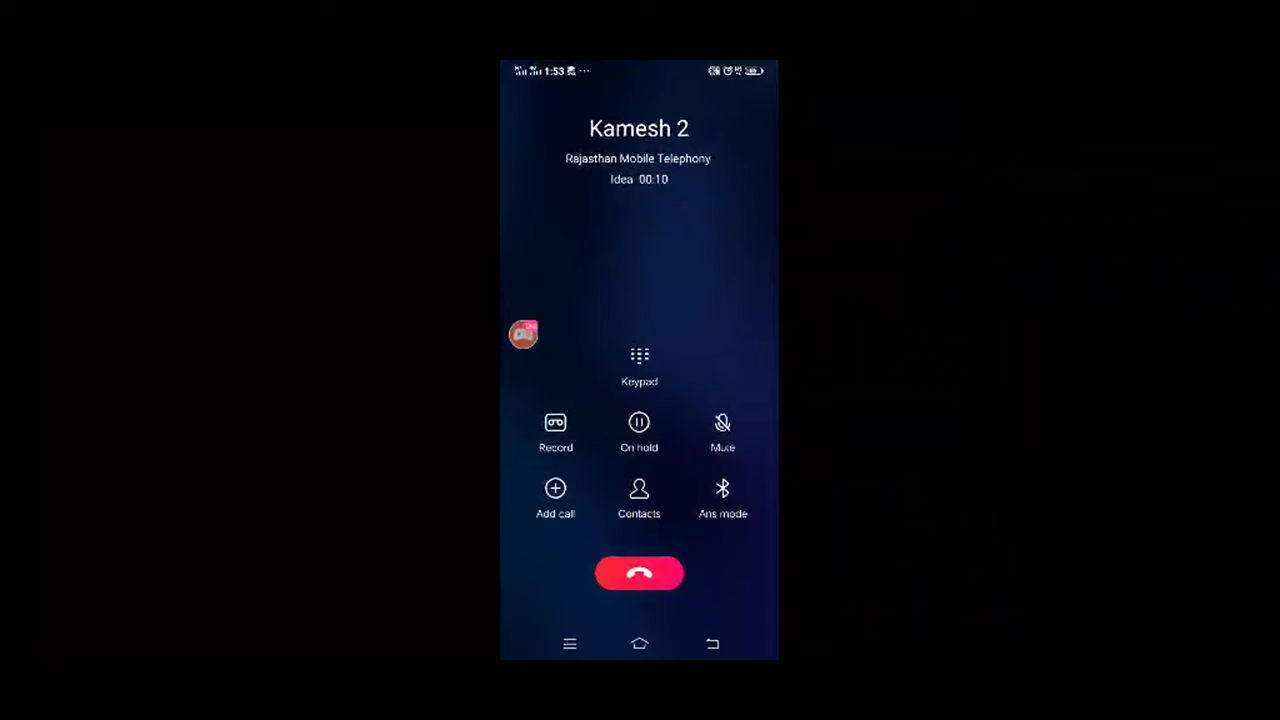 1:53 ...
Kamesh 2
Rajasthan Mobile Telephony
Idea 00:10
Keypad
Record
On hold
Mute
Add call
Contacts
Ans mode